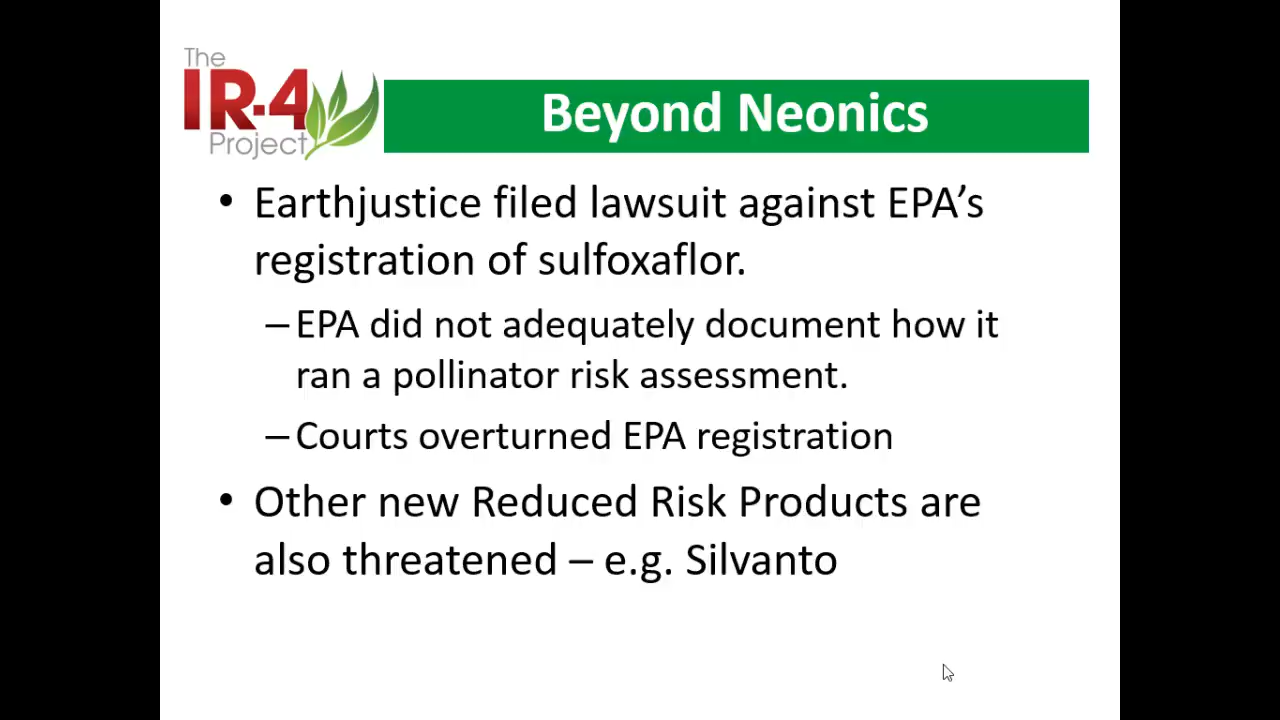 The
IR-4
Project
Beyond Neonics
• Earthjustice filed lawsuit against EPA’s
registration of sulfoxaflor.
– EPA did not adequately document how it
ran a pollinator risk assessment.
– Courts overturned EPA registration
• Other new Reduced Risk Products are
also threatened – e.g. Silvanto